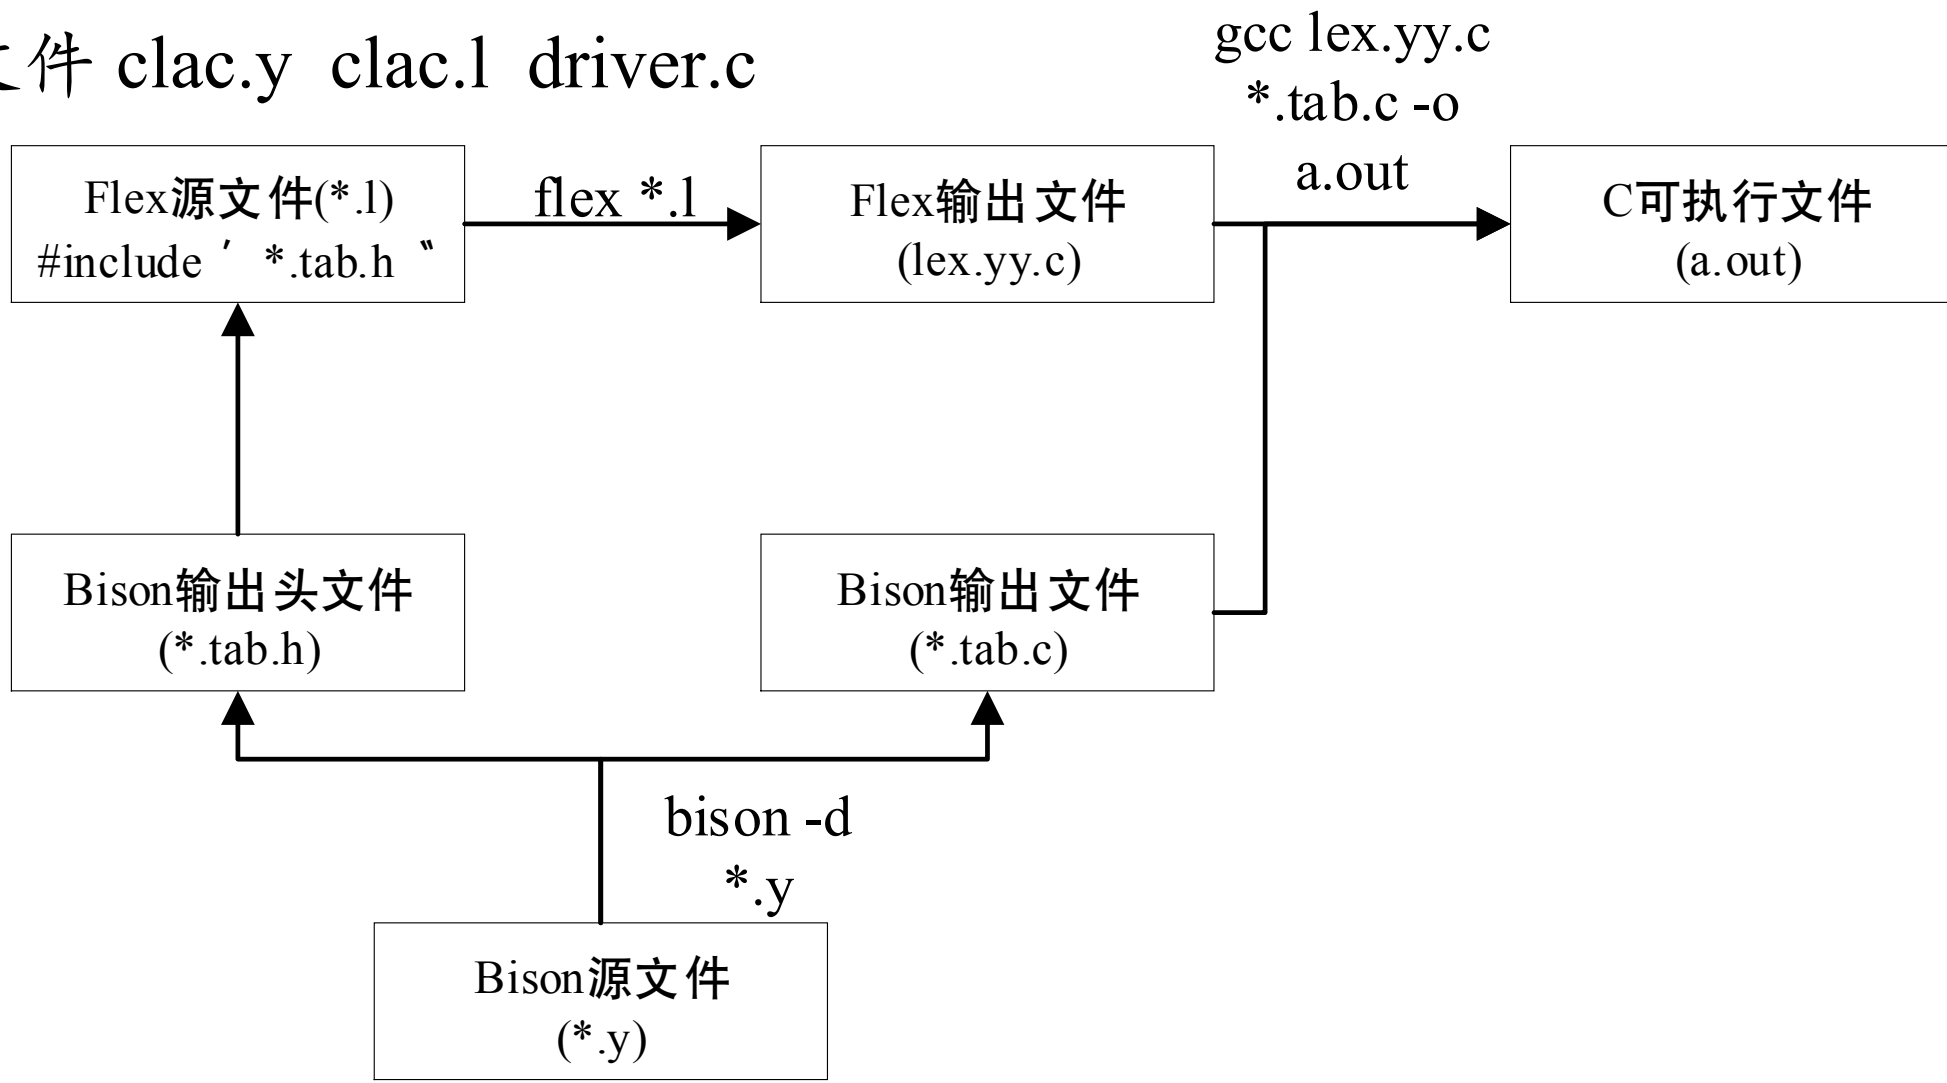 件 clac.y clac.l driver.c
gcc lex.yy.c
*.tab.c -o
a.out
Flex源文件(*.l)
#include ′ *.tab.h ‶
flex *.l
Flex输出文件
(lex.yy.c)
C可执行文件
(a.out)
Bison输出头文件
(*.tab.h)
Bison输出文件
(*.tab.c)
bison -d
*.y
Bison源文件
(*.y)